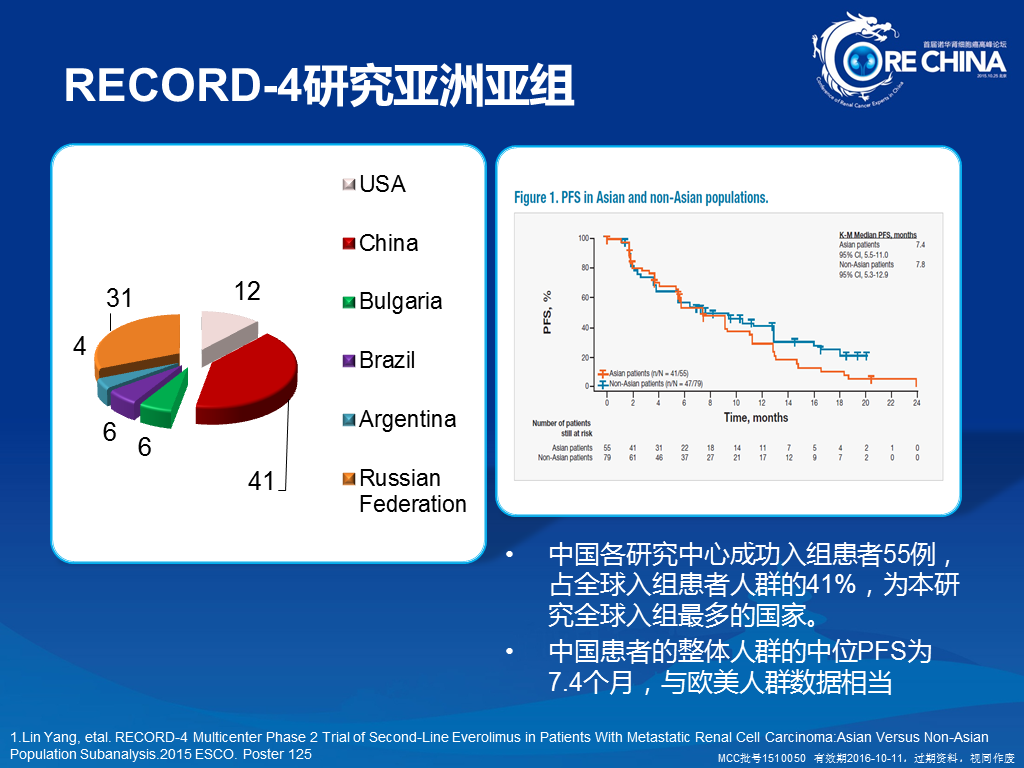 RECORD-4研究亚洲亚组
首届诺华肾细胞癌高峰论坛
CORE CHINA
2015.10.25 北京
Conference of Renal Cancer Experts in China
USA
China
Bulgaria
Brazil
Argentina
Russian
Federation
31
12
4
6
6
41
Figure 1. PFS in Asian and non-Asian populations.
K-M Median PFS, months
Asian patients 7.4
95% CI, 5.5-11.0
Non-Asian patients 7.8
95% CI, 5.3-12.9
PFS, %
100
80
60
40
20
0
Asian patients (n/N = 41/55)
Non-Asian patients (n/N = 47/79)
0 2 4 6 8 10 12 14 16 18 20 22 24
Time, months
Number of patients
still at risk
Asian patients 55 41 31 22 18 14 11 7 5 4 2 1 0
Non-Asian patients 79 61 46 37 27 21 17 12 9 7 2 0 0
• 中国各研究中心成功入组患者55例，
占全球入组患者人群的41%，为本研
究全球入组最多的国家。
• 中国患者的整体人群的中位PFS为
7.4个月，与欧美人群数据相当
1.Lin Yang, etal. RECORD-4 Multicenter Phase 2 Trial of Second-Line Everolimus in Patients With Metastatic Renal Cell Carcinoma:Asian Versus Non-Asian
Population Subanalysis.2015 ESCO. Poster 125
MCC批号1510050 有效期2016-10-11，过期资料，视同作废